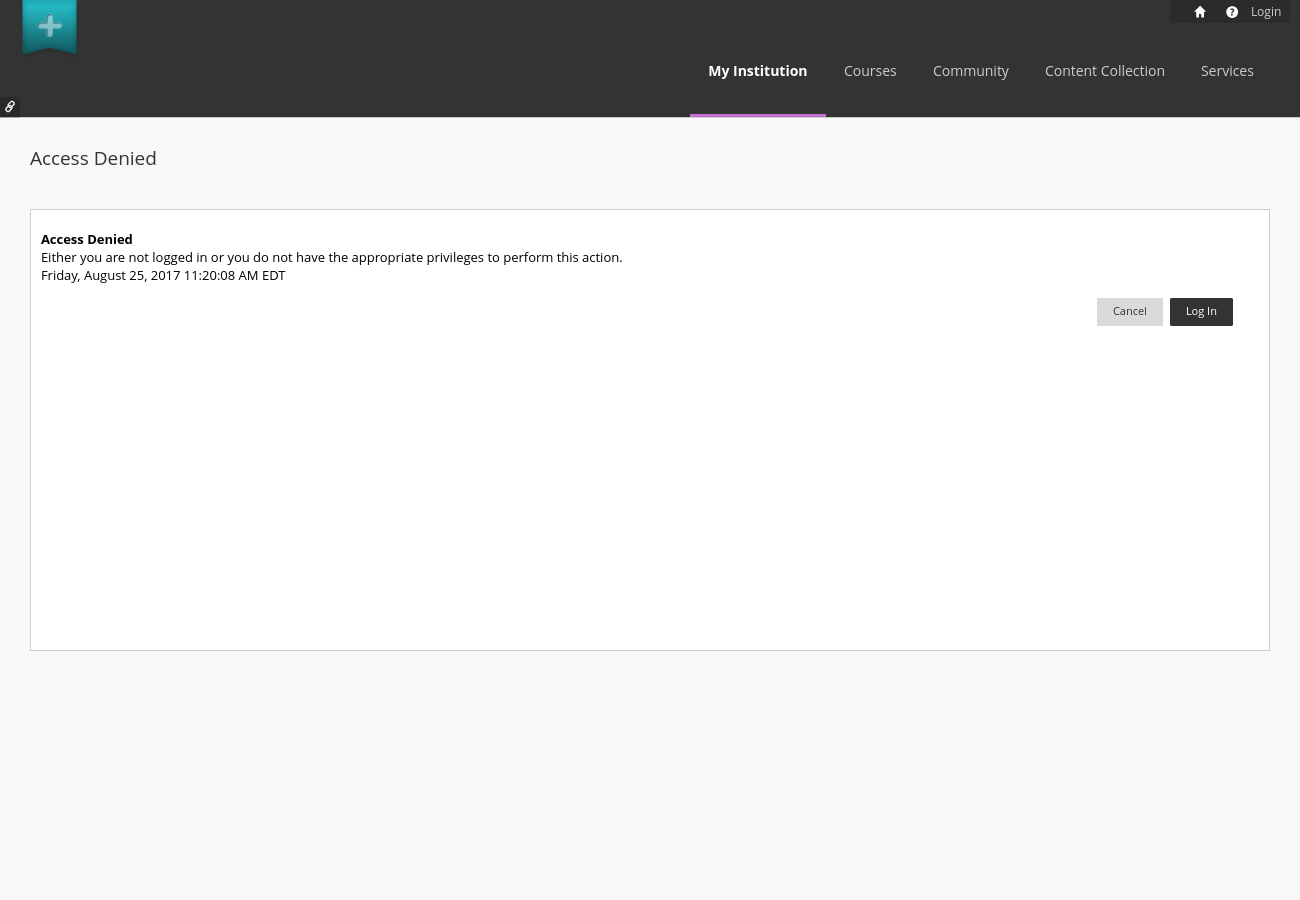 Login
My Institution Courses Community Content Collection Services
Access Denied
Access Denied
Either you are not logged in or you do not have the appropriate privileges to perform this action.
Friday, August 25, 2017 11:20:08 AM EDT
Cancel Log In